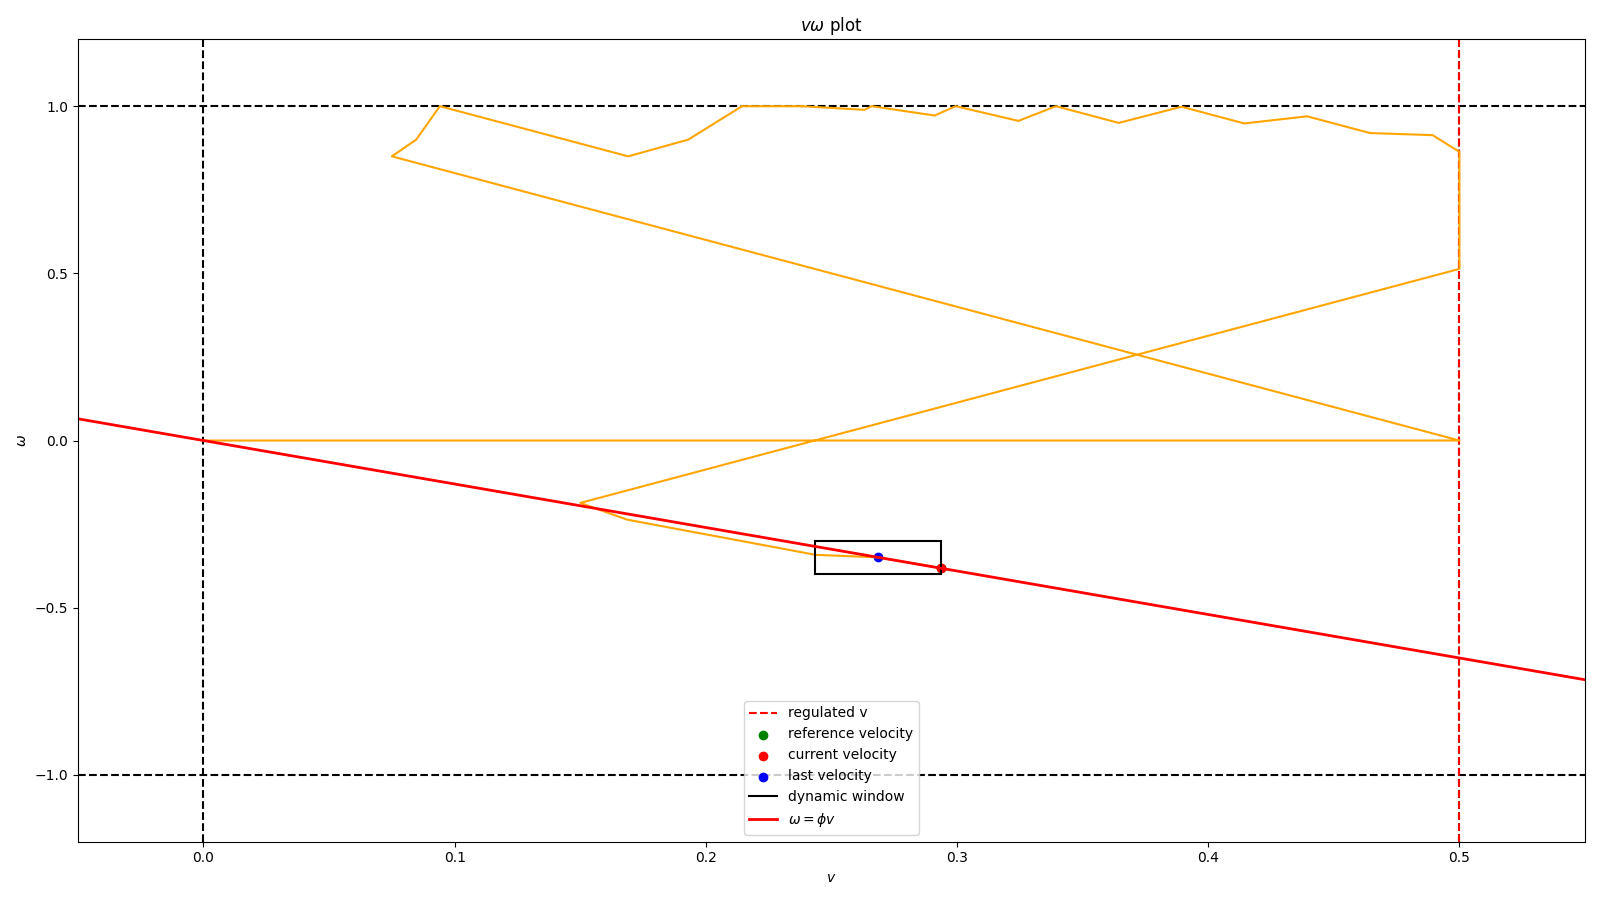 vω plot
1.0
0.5
0.0
−0.5
−1.0
ω
0.0 0.1 0.2 0.3 0.4 0.5
v
regulated v
reference velocity
current velocity
last velocity
dynamic window
ω = ϕv